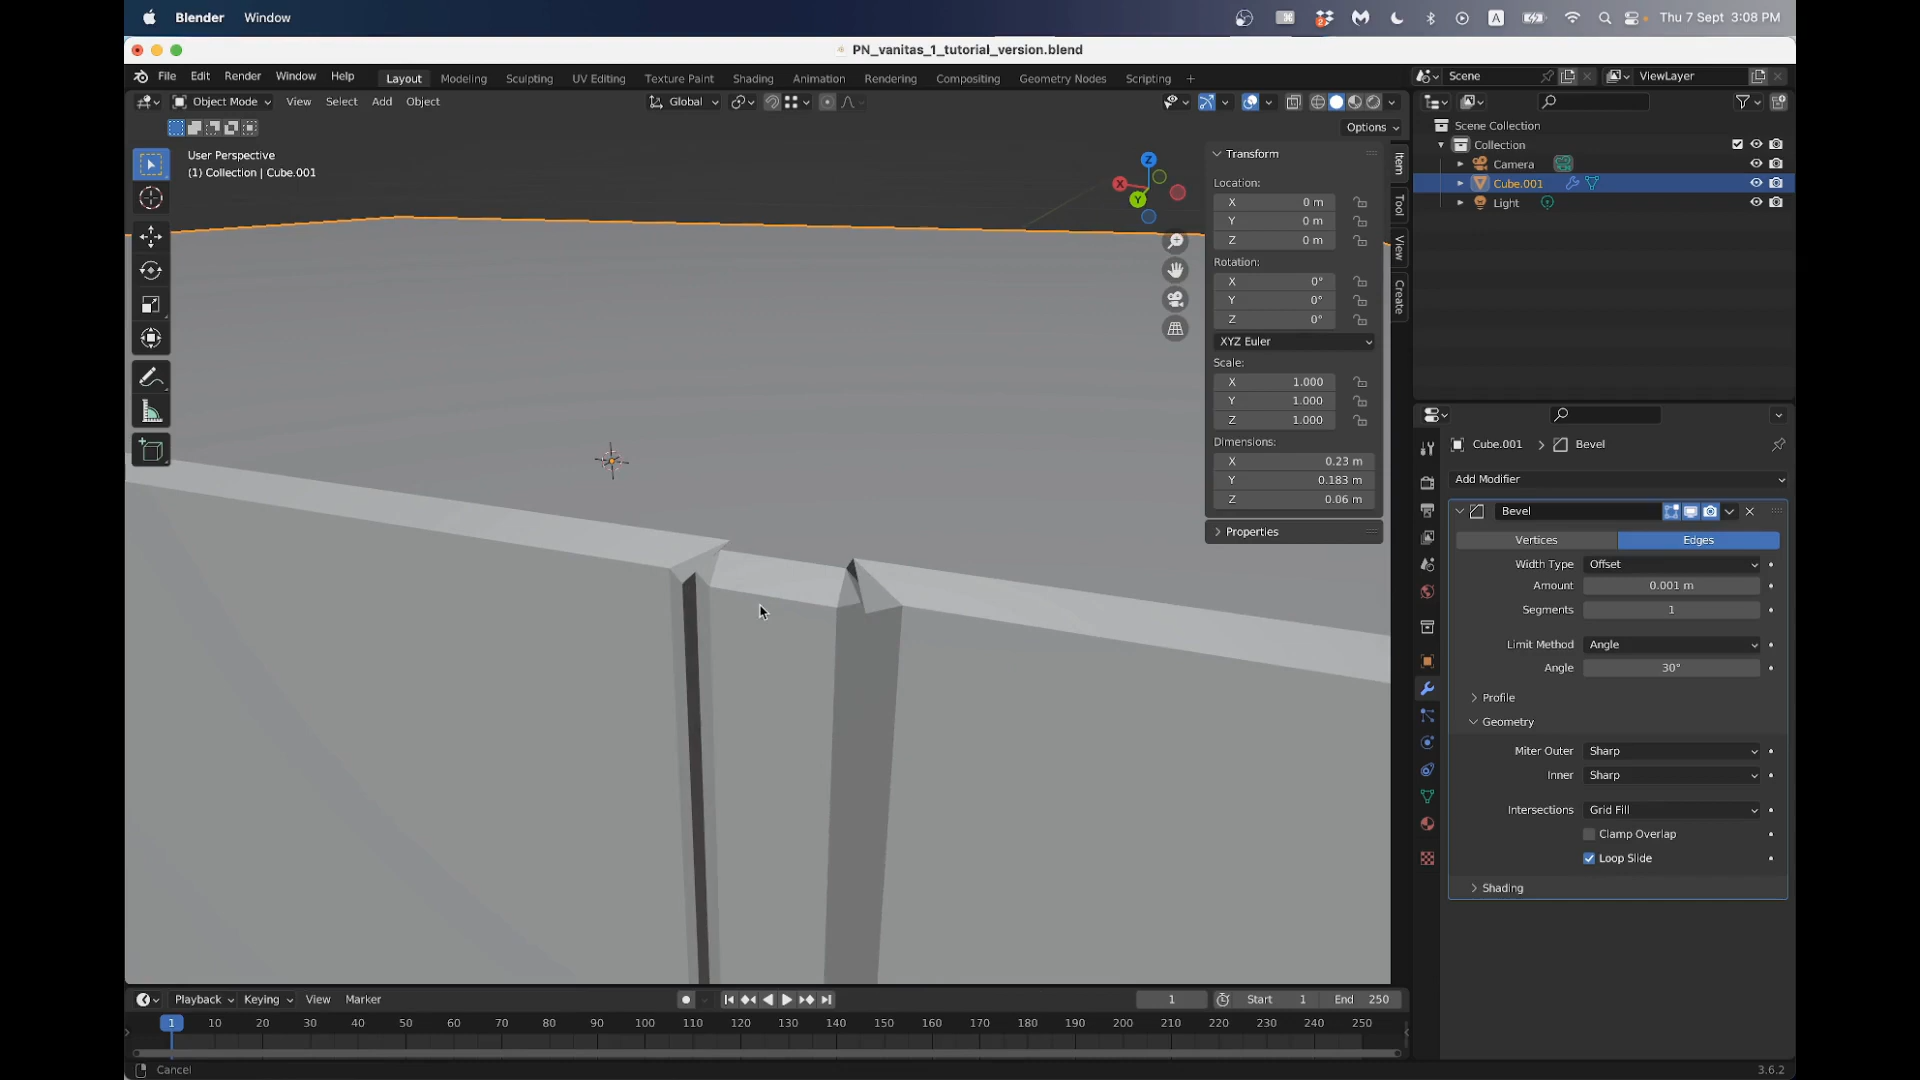 Blender Window
A
Thu 7 Sept 3:08 PM
PN_vanitas_1_tutorial_version.blend
File Edit Render Window Help
Layout Modeling Sculpting UV Editing Texture Paint Shading Animation Rendering Compositing Geometry Nodes Scripting +
Scene
ViewLayer
Object Mode View Select Add Object
Global
Options
User Perspective
(1) Collection | Cube.001
Z
X
Y
Transform
Location:
X 0 m
Y 0 m
Z 0 m
Rotation:
X 0°
Y 0°
Z 0°
XYZ Euler
Scale:
X 1.000
Y 1.000
Z 1.000
Dimensions:
X 0.23 m
Y 0.183 m
Z 0.06 m
Properties
Item
Tool
View
Create
Scene Collection
Collection
Camera
Cube.001
Light
Cube.001 > Bevel
Add Modifier
Bevel
Vertices Edges
Width Type Offset
Amount 0.001 m
Segments 1
Limit Method Angle
Angle 30°
Profile
Geometry
Miter Outer Sharp
Inner Sharp
Intersections Grid Fill
Clamp Overlap
Loop Slide
Shading
Playback Keying View Marker
1 Start 1 End 250
1 10 20 30 40 50 60 70 80 90 100 110 120 130 140 150 160 170 180 190 200 210 220 230 240 250
Cancel
3.6.2